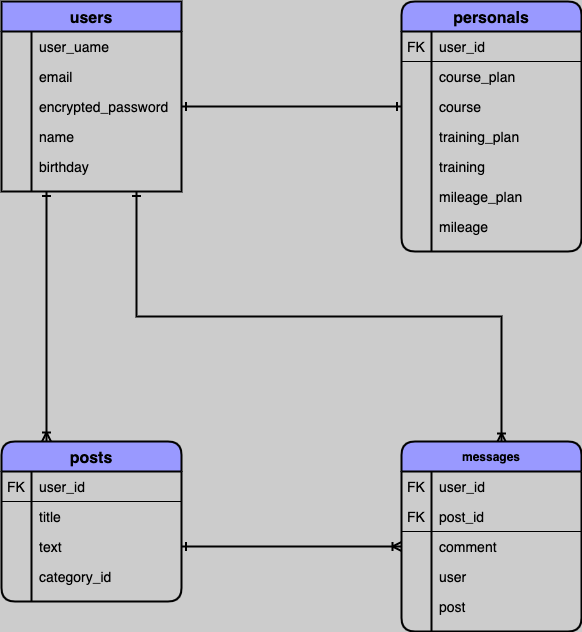 users
user_uame
email
encrypted_password
name
birthday
personals
FK user_id
course_plan
course
training_plan
training
mileage_plan
mileage
posts
FK user_id
title
text
category_id
messages
FK user_id
FK post_id
comment
user
post